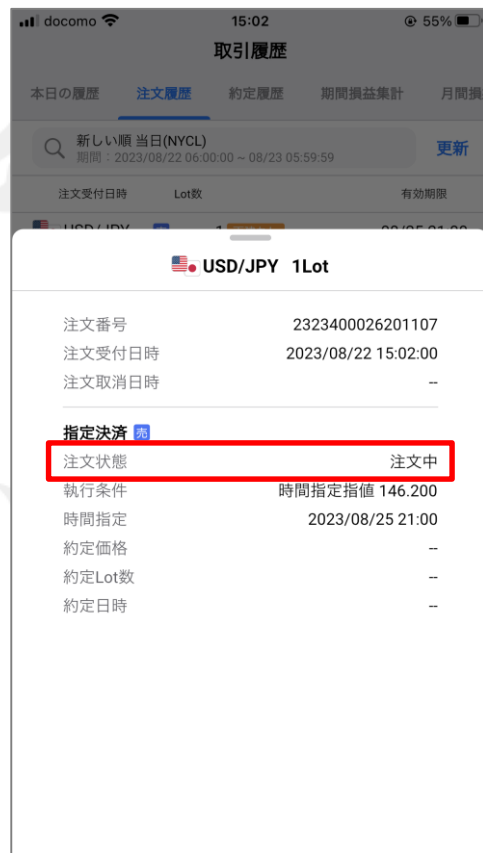 docomo 15:02 55%
取引履歴
本日の履歴 注文履歴 約定履歴 期間損益集計 月間損
新しい順 当日(NYCL)
期間：2023/08/22 06:00:00 ~ 08/23 05:59:59
更新
注文受付日時 Lot数 有効期限
USD/JPY 1Lot
注文番号 2323400026201107
注文受付日時 2023/08/22 15:02:00
注文取消日時 --
指定決済 売
注文状態 注文中
執行条件 時間指定指値 146.200
時間指定 2023/08/25 21:00
約定価格 --
約定Lot数 --
約定日時 --